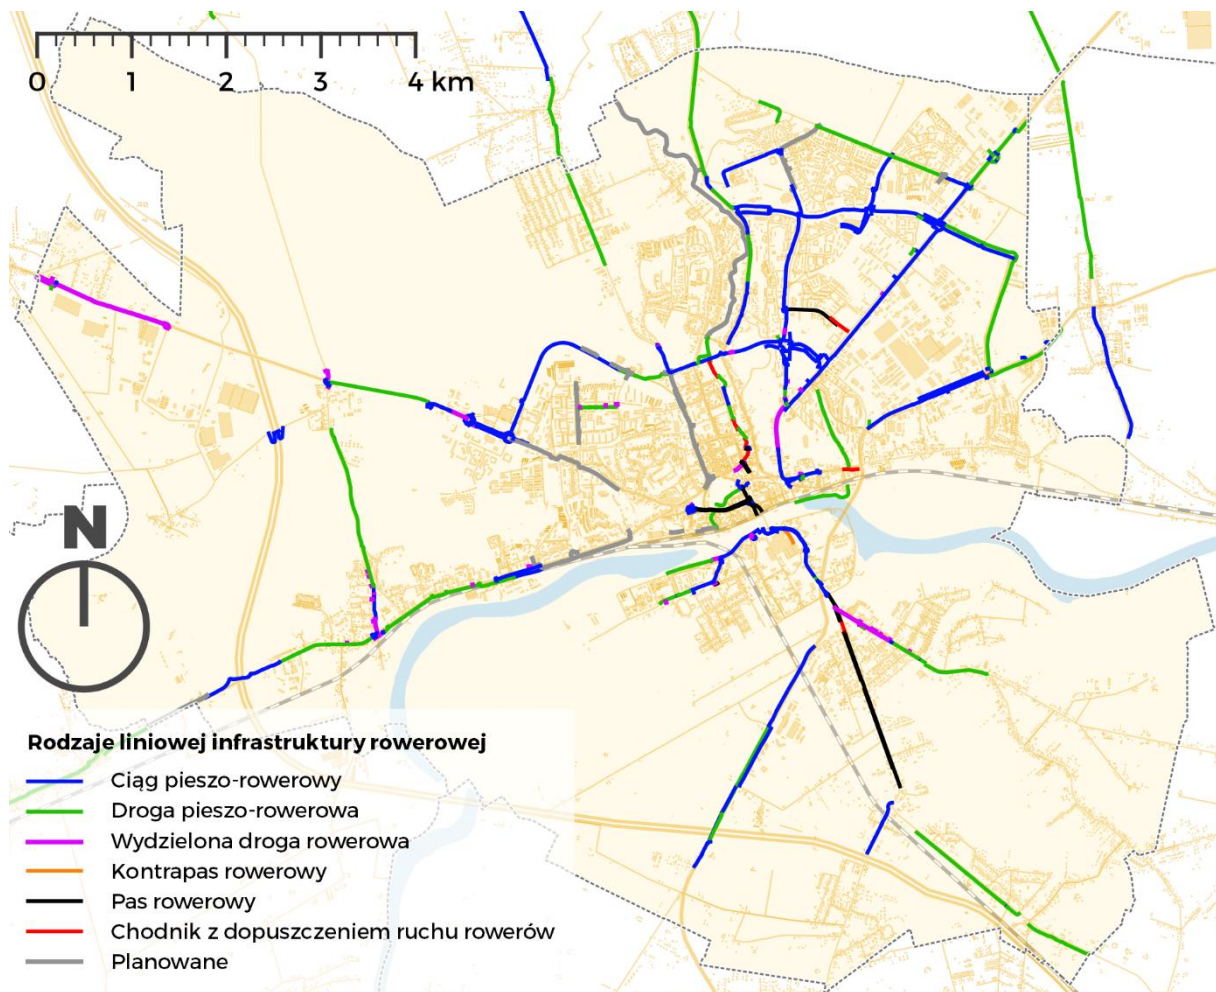 0 1 2 3 4 km
N
Rodzaje liniowej infrastruktury rowerowej
Ciąg pieszo-rowerowy
Droga pieszo-rowerowa
Wydzielona droga rowerowa
Kontrapas rowerowy
Pas rowerowy
Chodnik z dopuszczeniem ruchu rowerów
Planowane